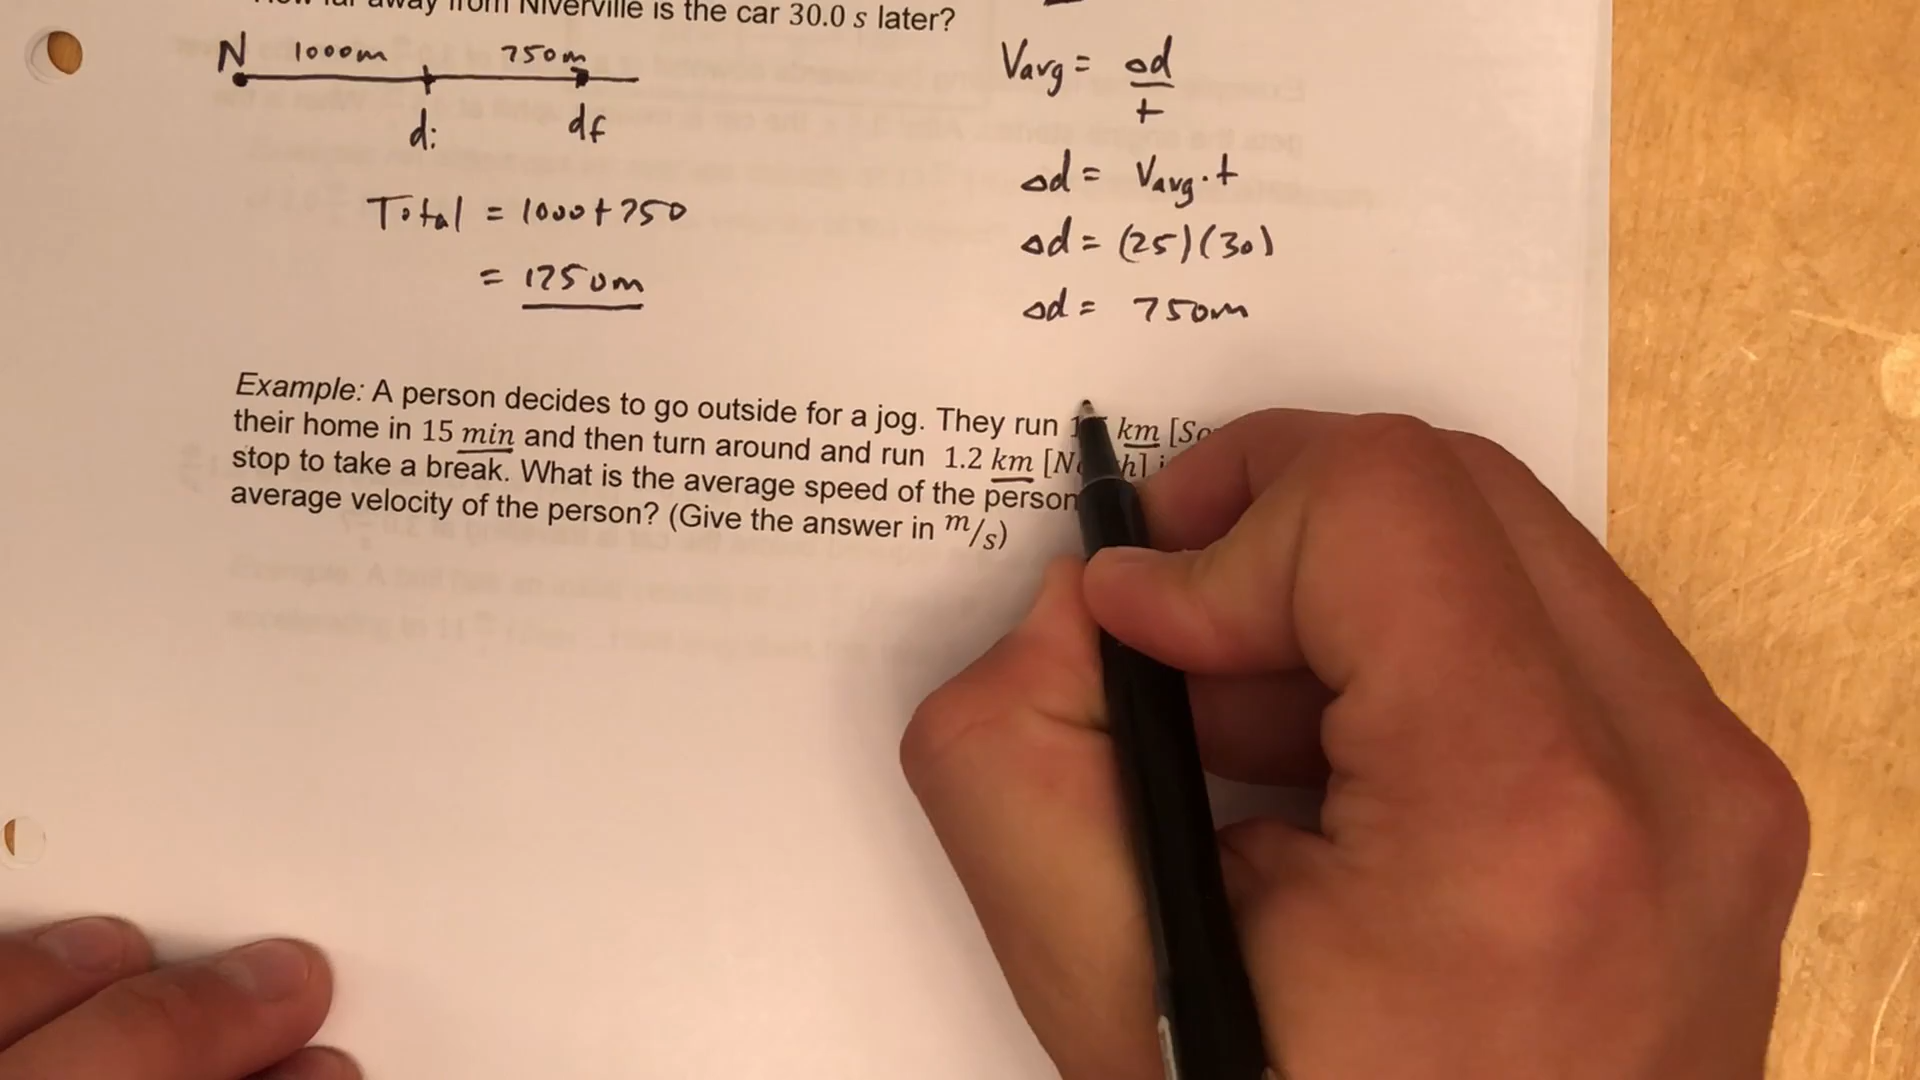 away from Niverville is the car 30.0 s later?
N 1000m 750m
di df
Total = 1000+750
= 1750m
Vavg = Δd
t
Δd = Vavg·t
Δd = (25)(30)
Δd = 750m
Example: A person decides to go outside for a jog. They run km
their home in 15 min and then turn around and run 1.2 km
stop to take a break. What is the average speed of the person
average velocity of the person? (Give the answer in m/s)